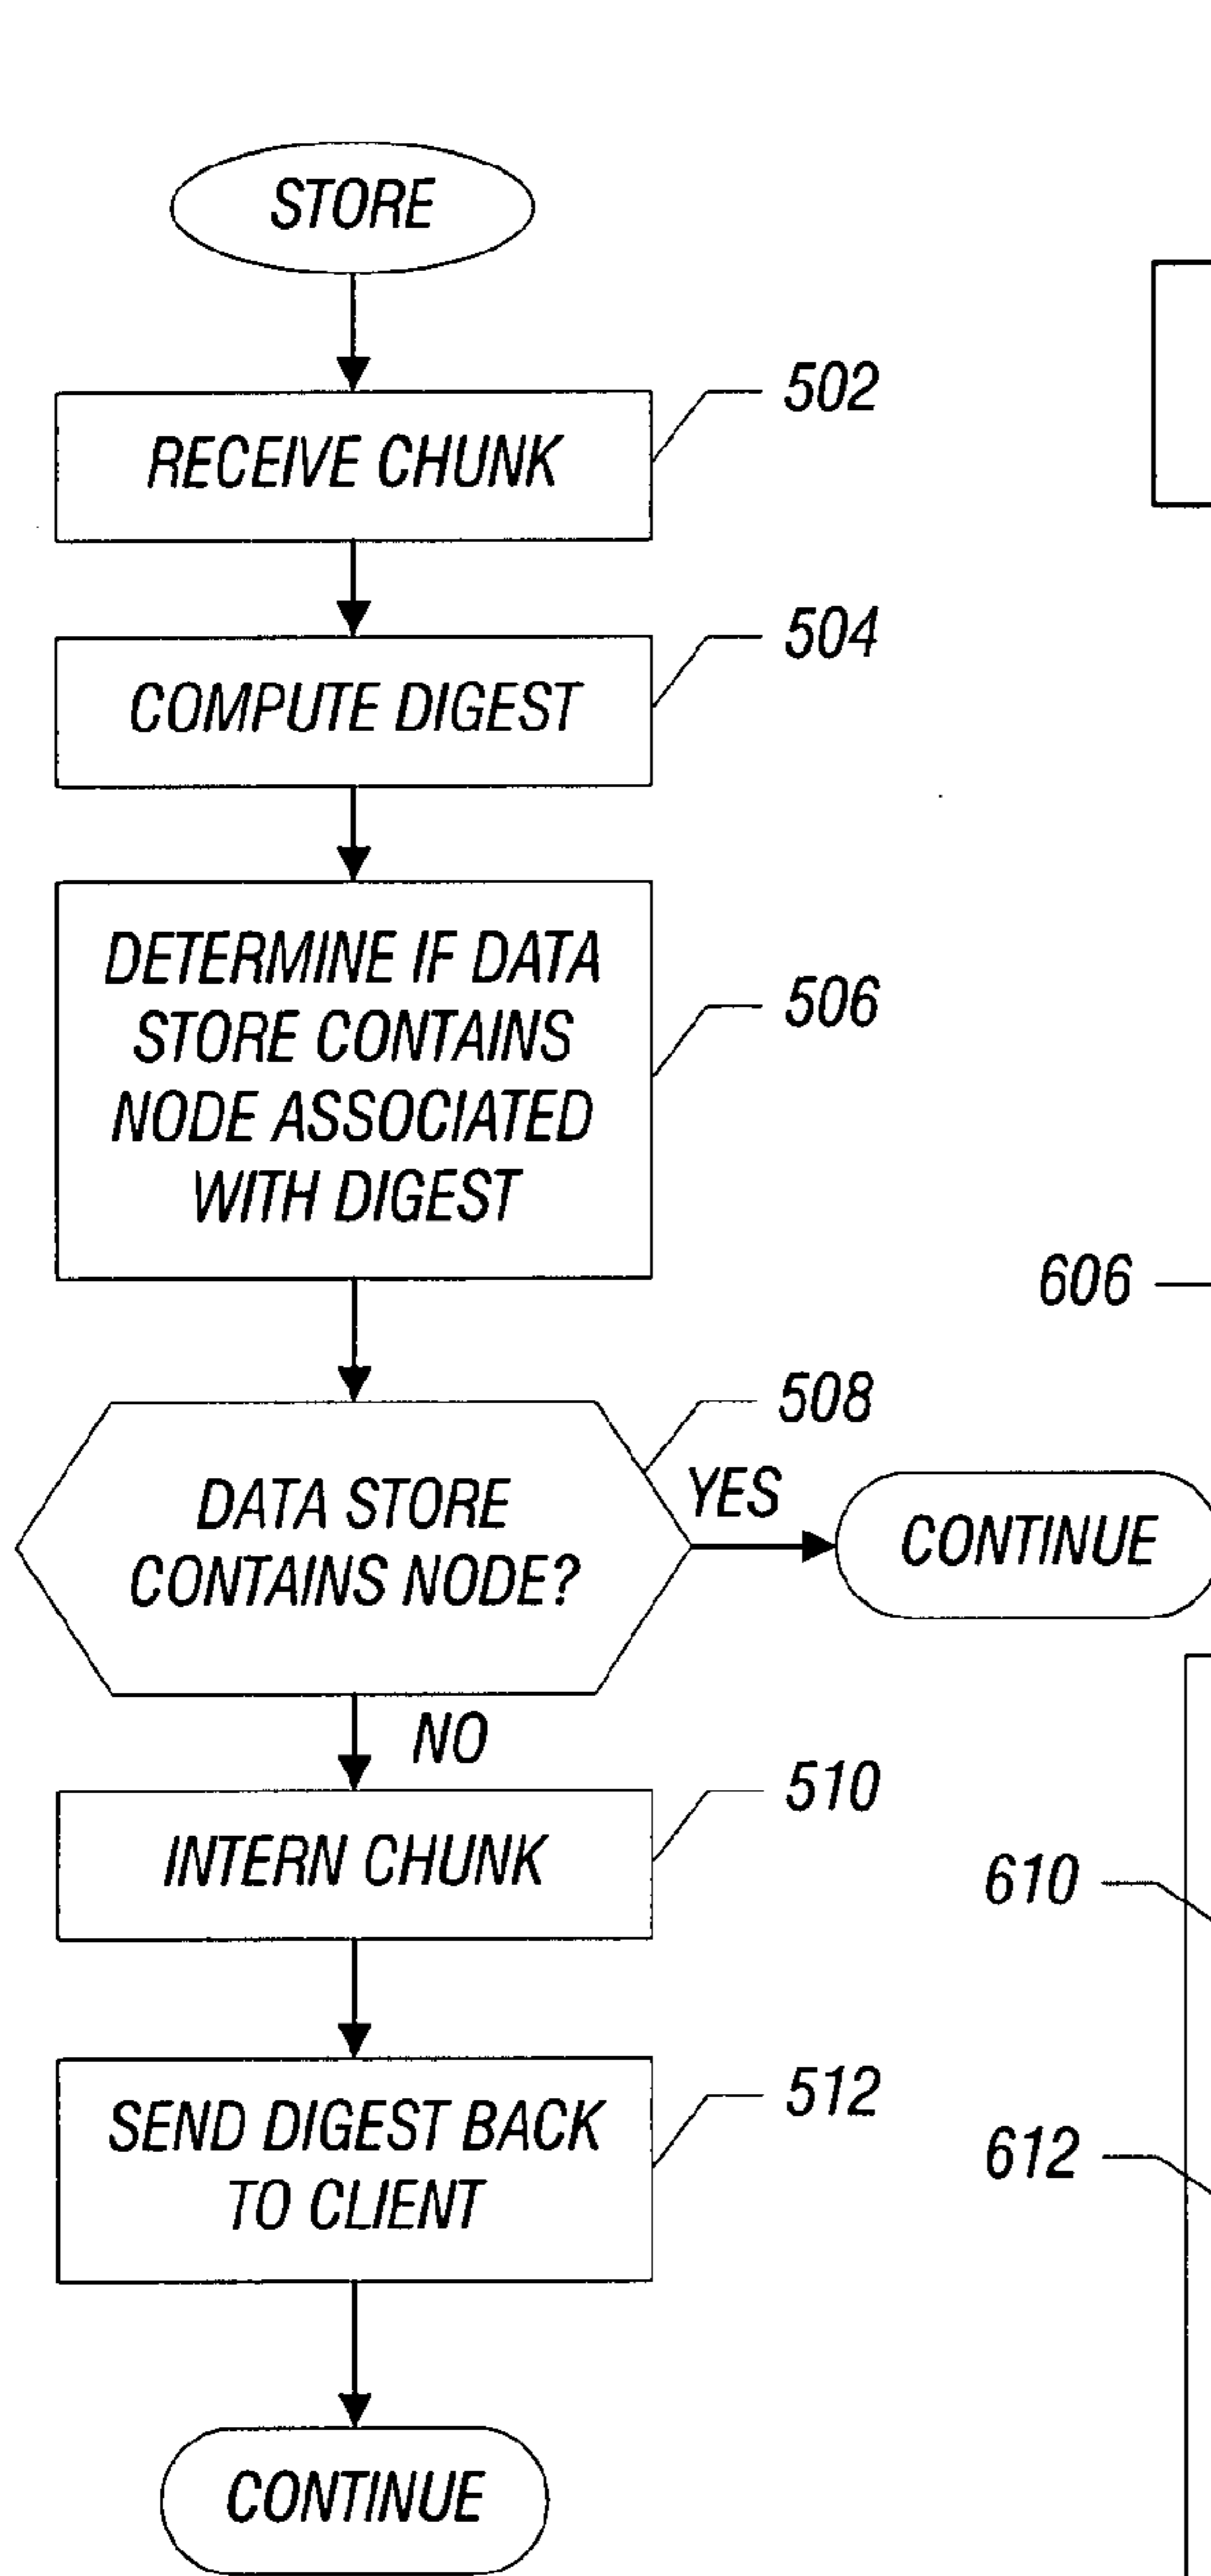 STORE
502
RECEIVE CHUNK
504
COMPUTE DIGEST
DETERMINE IF DATA
STORE CONTAINS
NODE ASSOCIATED
WITH DIGEST
506
606
508
DATA STORE
CONTAINS NODE?
YES
CONTINUE
NO
510
INTERN CHUNK
610
512
SEND DIGEST BACK
TO CLIENT
612
CONTINUE